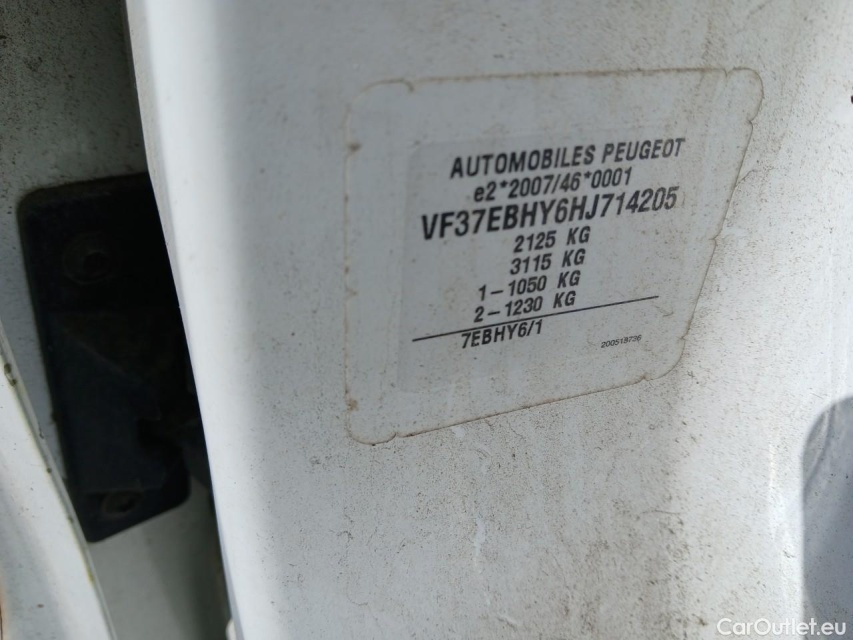 AUTOMOBILES PEUGEOT
e2*2007/46*0001
VF37EBHY6HJ714205
2125 KG
3115 KG
1-1050 KG
2-1230 KG
7EBHY6/1
200519736
CarOutlet.eu